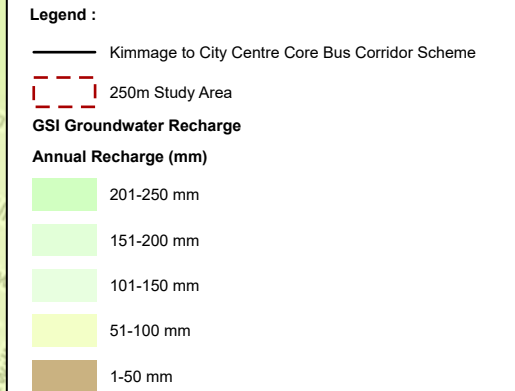 Legend :
Kimmage to City Centre Core Bus Corridor Scheme
250m Study Area
GSI Groundwater Recharge
Annual Recharge (mm)
201-250 mm
151-200 mm
101-150 mm
51-100 mm
1-50 mm